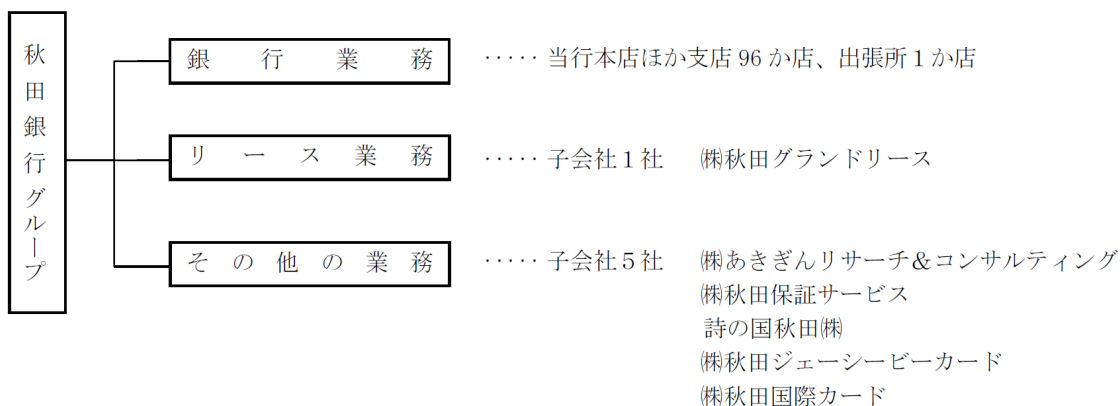 秋田銀行グループ
銀行業務 ・・・・・ 当行本店ほか支店 96 か店、出張所１か店
リース業務 ・・・・・ 子会社１社 ㈱秋田グランドリース
その他の業務 ・・・・・ 子会社５社 ㈱あきぎんリサーチ＆コンサルティング
㈱秋田保証サービス
詩の国秋田㈱
㈱秋田ジェーシービーカード
㈱秋田国際カード